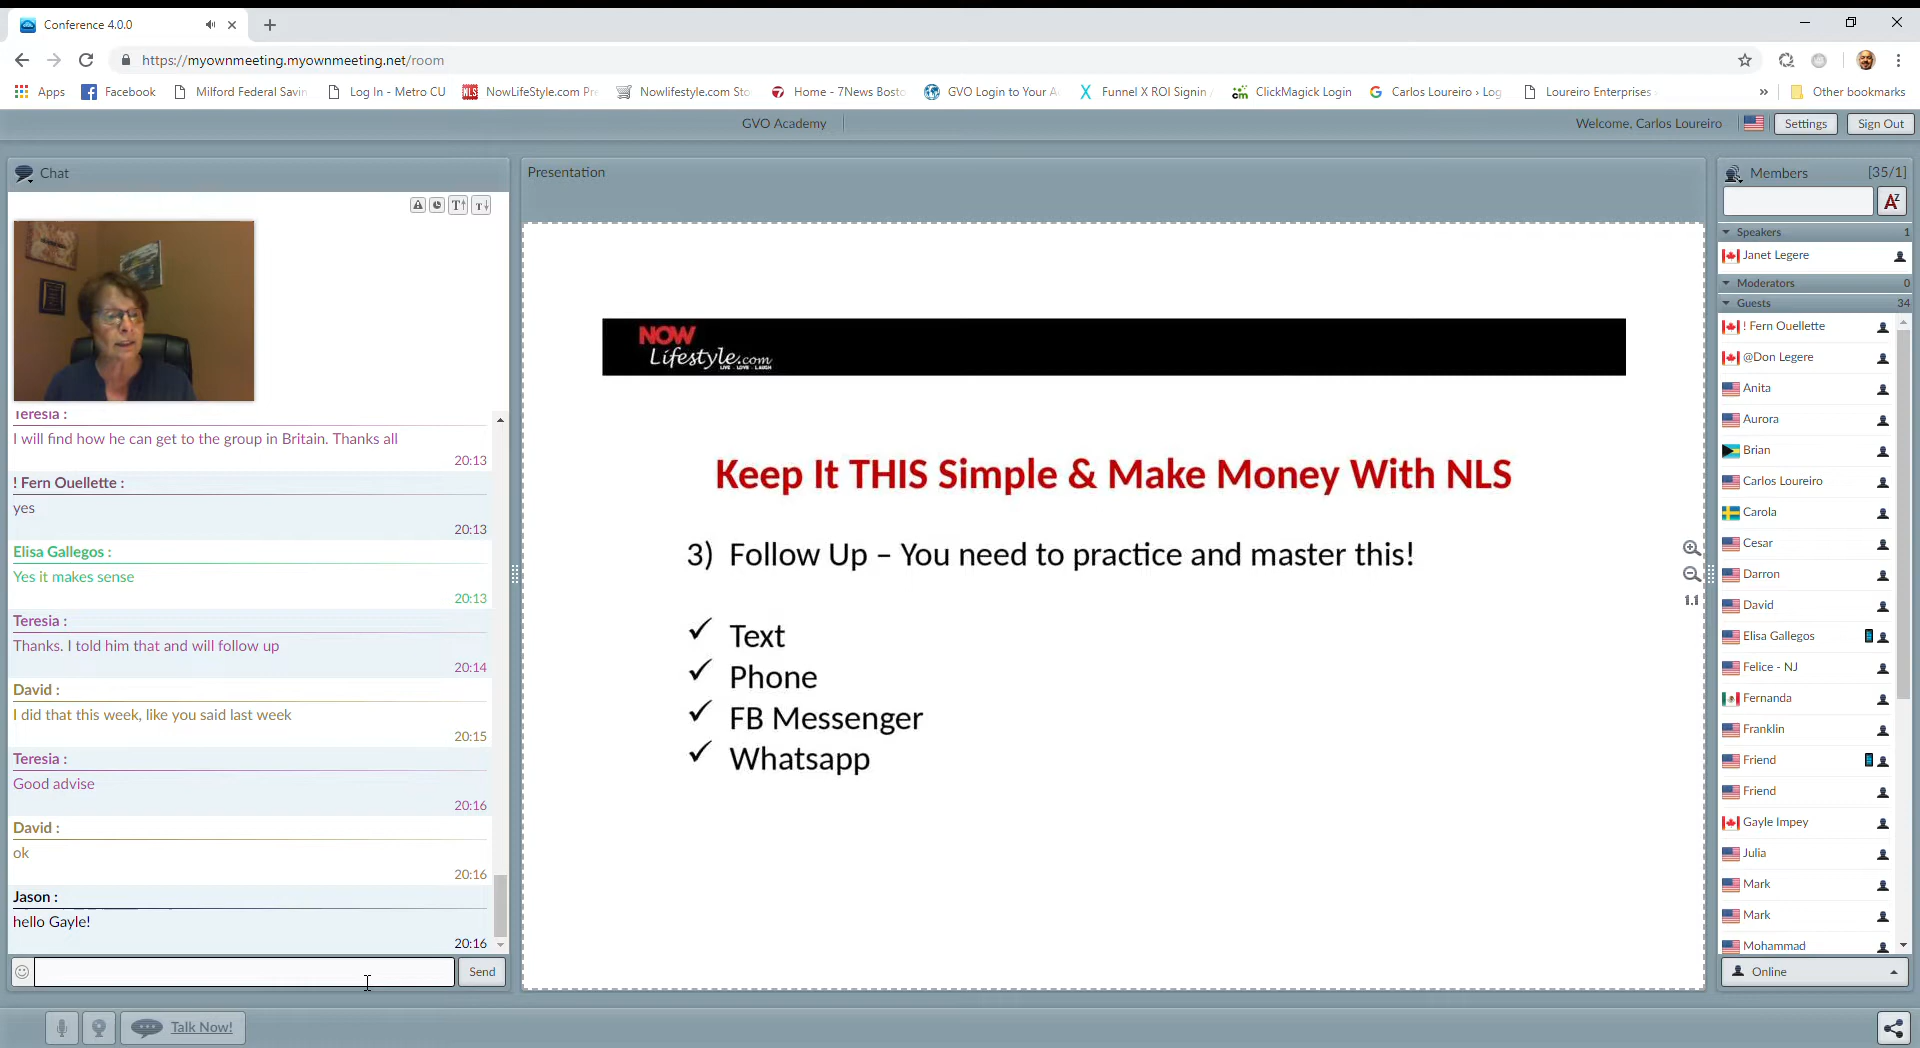 Conference 4.0.0
https://myownmeeting.myownmeeting.net/room
Apps
Facebook
Milford Federal Savin
Log In - Metro CU
NLS
NowLifeStyle.com Pre
Nowlifestyle.com Sto
Home - 7News Bosto
GVO Login to Your A
Funnel X ROI Signin
cm
ClickMagick Login
Carlos Loureiro › Log
Loureiro Enterprises
»
Other bookmarks
GVO Academy
Welcome, Carlos Loureiro
Settings
Sign Out
Chat
Teresia :
I will find how he can get to the group in Britain. Thanks all
20:13
! Fern Ouellette :
yes
20:13
Elisa Gallegos :
Yes it makes sense
20:13
Teresia :
Thanks. I told him that and will follow up
20:14
David :
I did that this week, like you said last week
20:15
Teresia :
Good advise
20:16
David :
ok
20:16
Jason :
hello Gayle!
20:16
Send
Talk Now!
Presentation
NOW
Lifestyle.com
LIVE . LOVE . LAUGH
Keep It THIS Simple & Make Money With NLS
3) Follow Up – You need to practice and master this!
✓ Text
✓ Phone
✓ FB Messenger
✓ Whatsapp
1.1
Members [35/1]
Speakers 1
Janet Legere
Moderators 0
Guests 34
! Fern Ouellette
@Don Legere
Anita
Aurora
Brian
Carlos Loureiro
Carola
Cesar
Darron
David
Elisa Gallegos
Felice - NJ
Fernanda
Franklin
Friend
Friend
Gayle Impey
Julia
Mark
Mark
Mohammad
Online